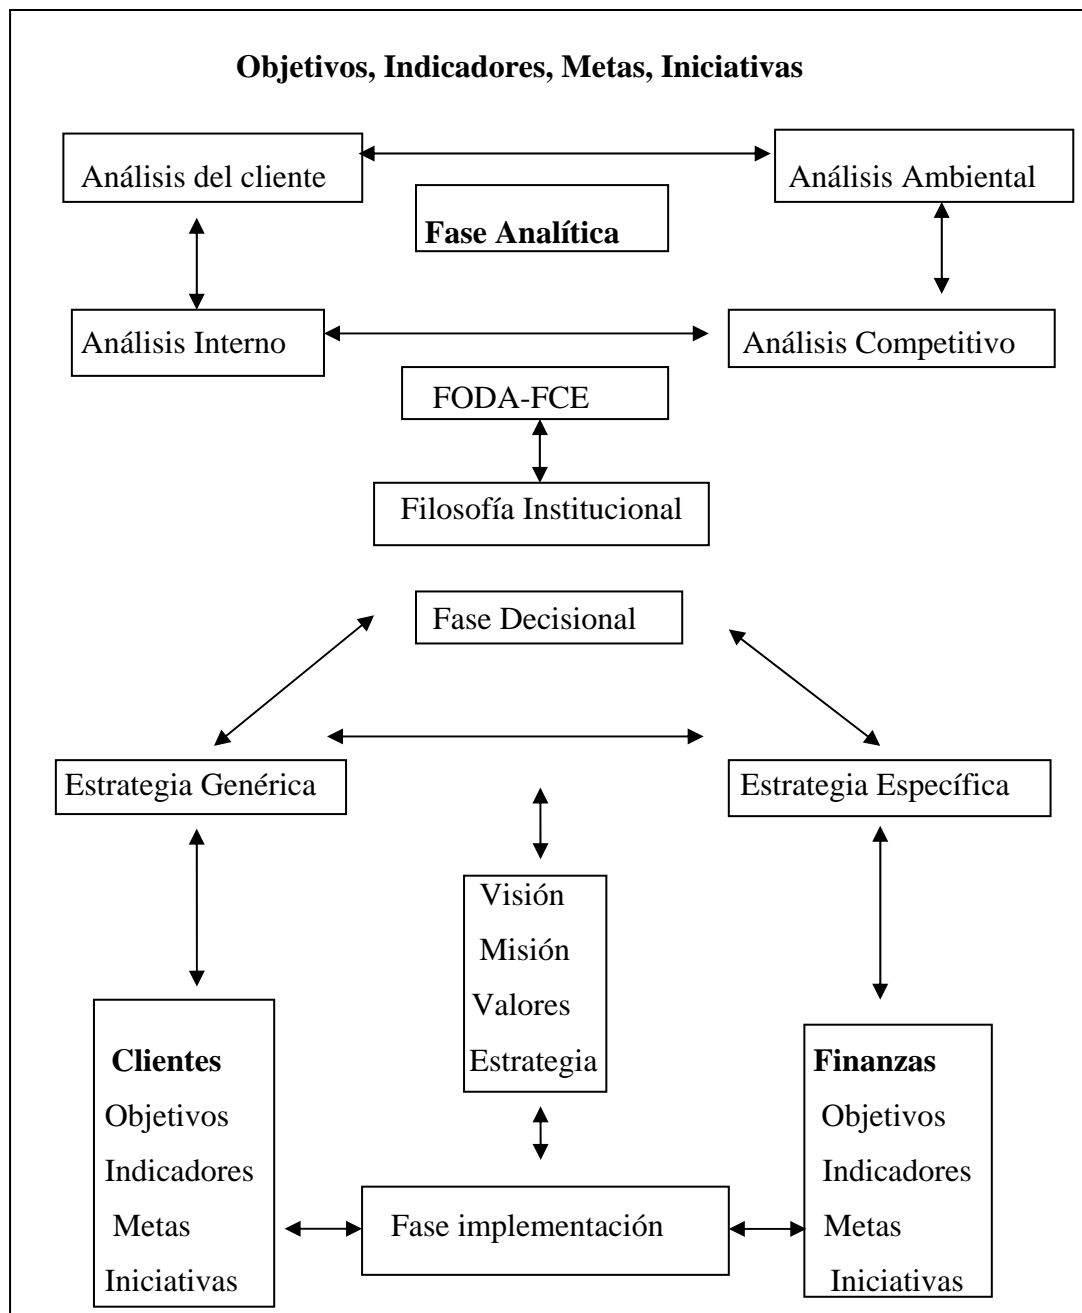 Objetivos, Indicadores, Metas, Iniciativas
Análisis del cliente
Análisis Ambiental
Fase Analítica
Análisis Interno
Análisis Competitivo
FODA-FCE
Filosofía Institucional
Fase Decisional
Estrategia Genérica
Estrategia Específica
Visión
Misión
Valores
Estrategia
Clientes
Objetivos
Indicadores
Metas
Iniciativas
Fase implementación
Finanzas
Objetivos
Indicadores
Metas
Iniciativas